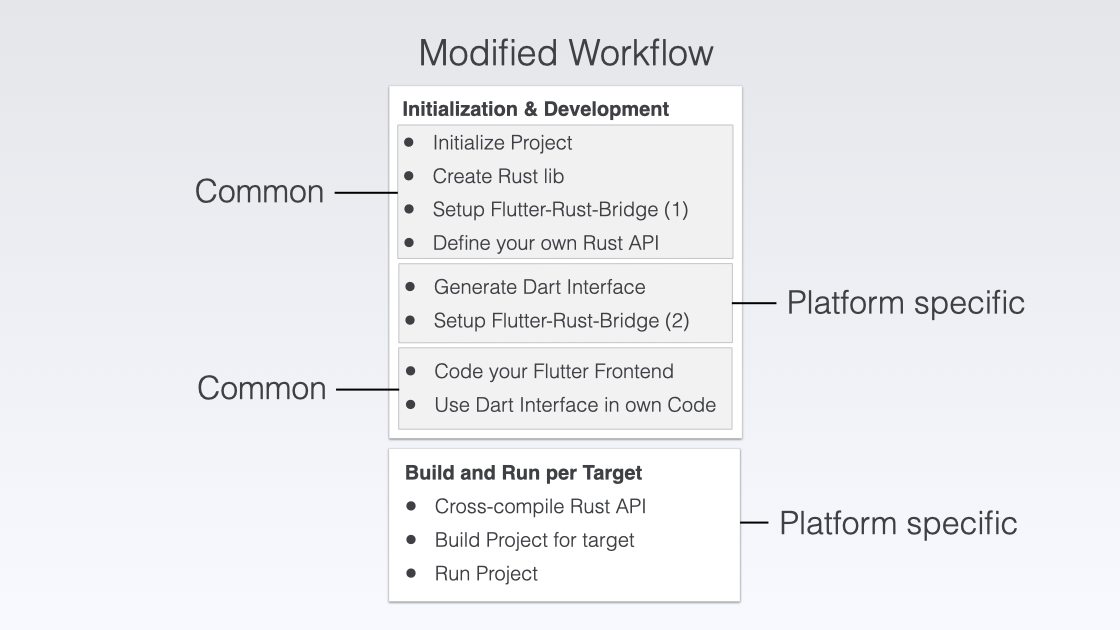 Modified Workflow
Initialization & Development
• Initialize Project
• Create Rust lib
• Setup Flutter-Rust-Bridge (1)
• Define your own Rust API
Common
• Generate Dart Interface
• Setup Flutter-Rust-Bridge (2)
Platform specific
• Code your Flutter Frontend
• Use Dart Interface in own Code
Common
Build and Run per Target
• Cross-compile Rust API
• Build Project for target
• Run Project
Platform specific